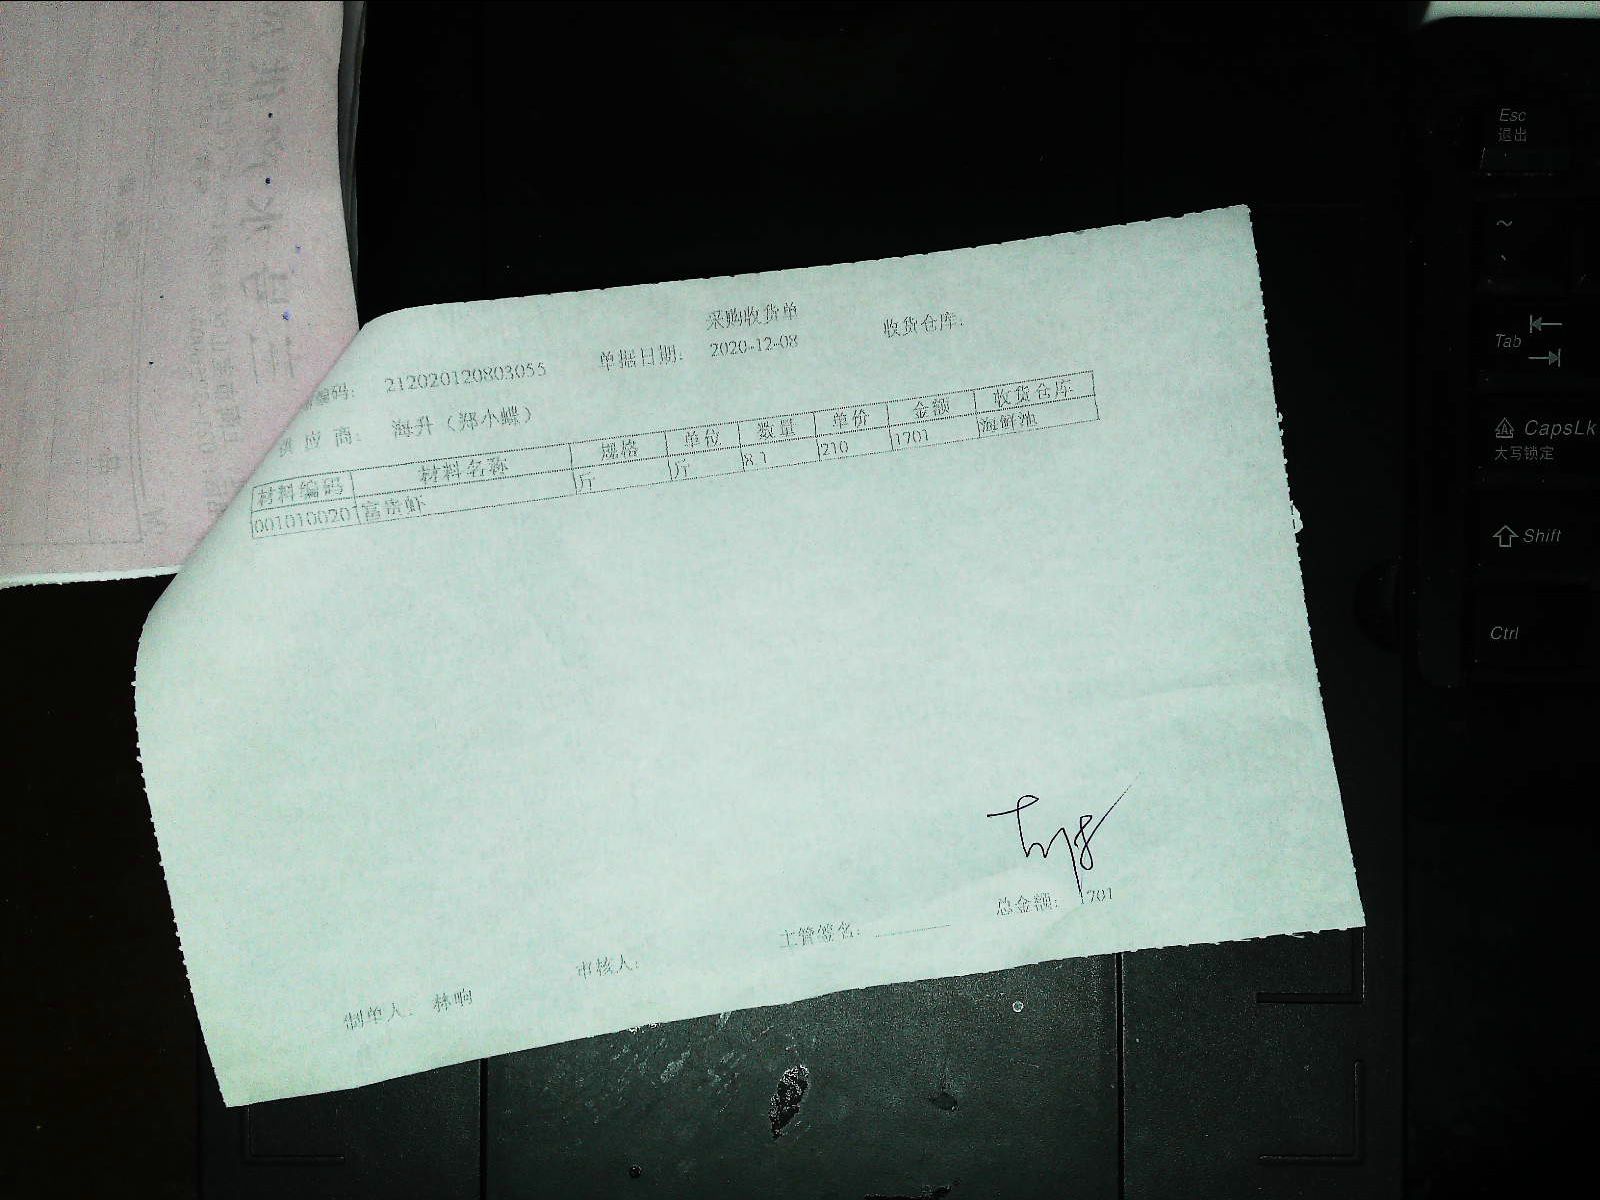 采购收货单
编码: 212020120803055 单据日期: 2020-12-08 收货仓库:
供应商: 海升（郑小蝶）
材料编码 材料名称 规格 单位 数量 单价 金额 收货仓库
0010100201 富贵虾 斤 斤 8.1 210 1701 海鲜池
总金额: 1701
主管签名:
审核人:
制单人: 林响
Esc
退出
~
Tab
CapsLk
大写锁定
Shift
Ctrl